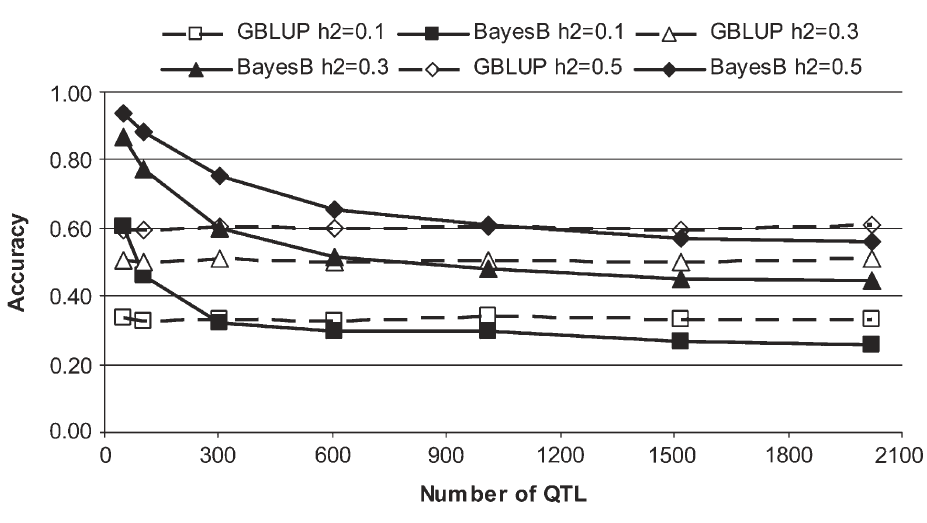 GBLUP h2=0.1 BayesB h2=0.1 GBLUP h2=0.3
BayesB h2=0.3 GBLUP h2=0.5 BayesB h2=0.5
1.00
0.80
0.60
0.40
0.20
0.00
Accuracy
0 300 600 900 1200 1500 1800 2100
Number of QTL